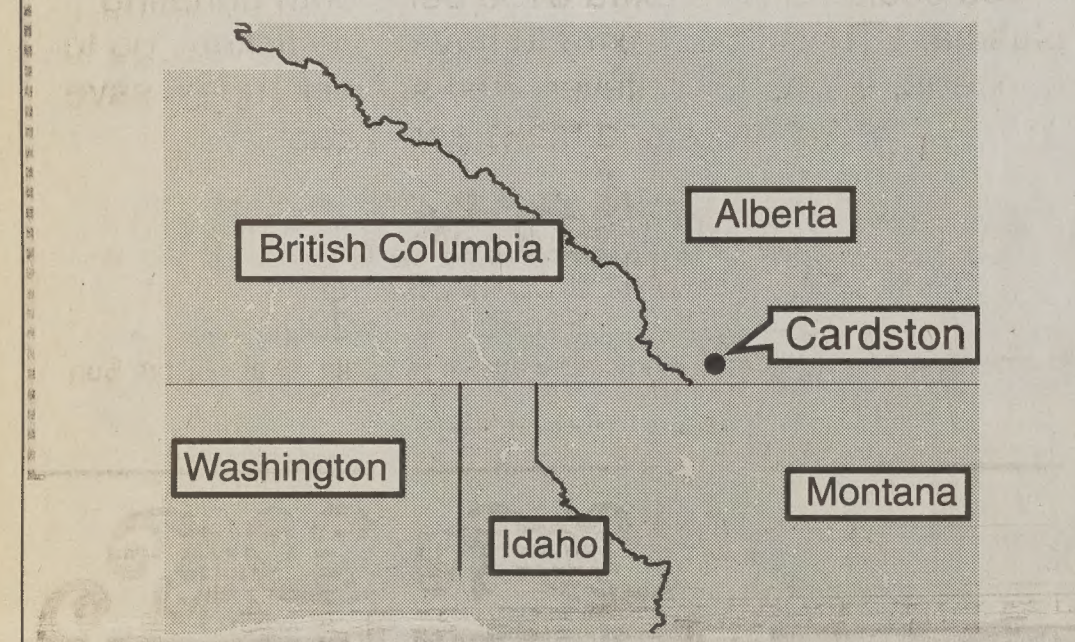 Alberta
British Columbia
Cardston
Washington
Montana
Idaho